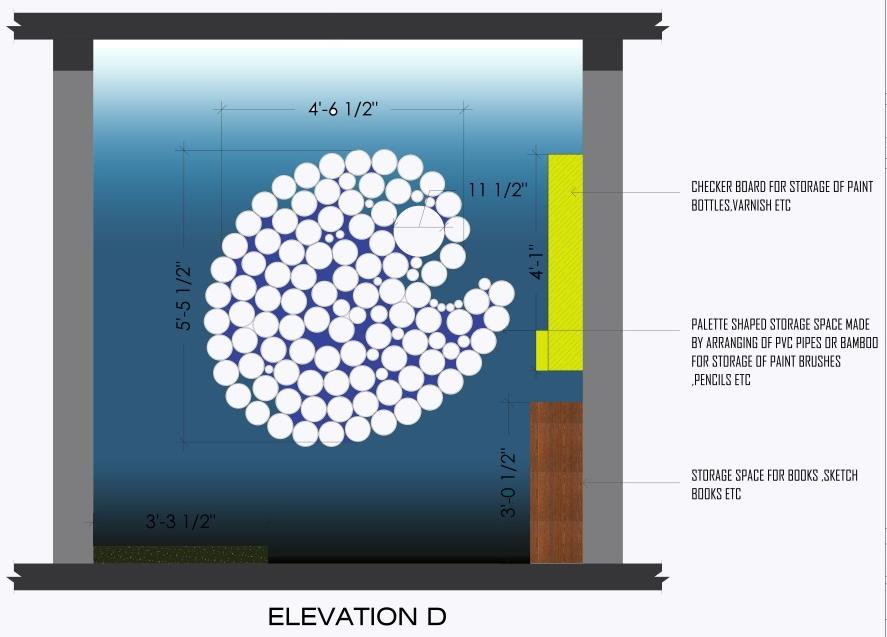 4'-6 1/2"
11 1/2"
CHECKER BOARD FOR STORAGE OF PAINT
BOTTLES,VARNISH ETC
4'-1"
5'-5 1/2"
PALETTE SHAPED STORAGE SPACE MADE
BY ARRANGING OF PVC PIPES OR BAMBOO
FOR STORAGE OF PAINT BRUSHES
,PENCILS ETC
3'-0 1/2"
STORAGE SPACE FOR BOOKS ,SKETCH
BOOKS ETC
3'-3 1/2"
ELEVATION D